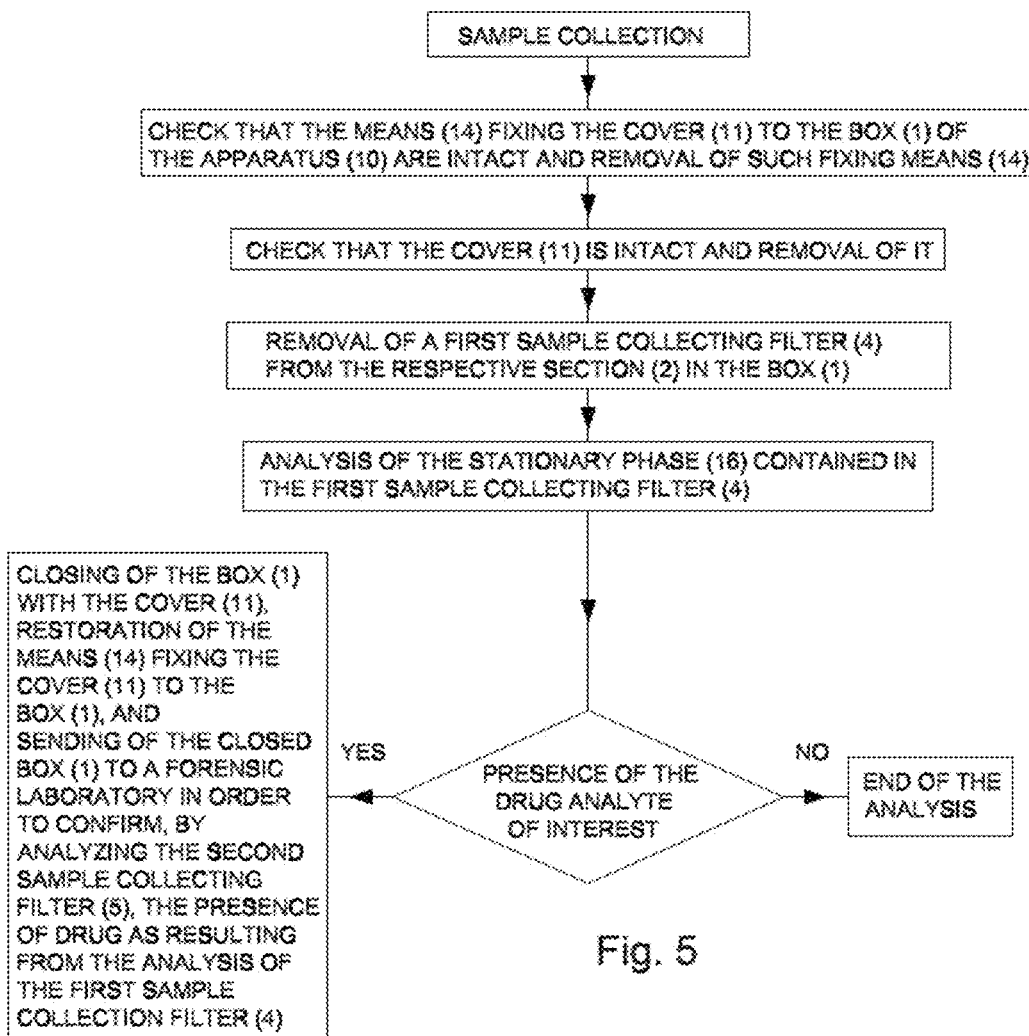 SAMPLE COLLECTION
CHECK THAT THE MEANS (14) FIXING THE COVER (11) TO THE BOX (1) OF
THE APPARATUS (10) ARE INTACT AND REMOVAL OF SUCH FIXING MEANS (14)
CHECK THAT THE COVER (11) IS INTACT AND REMOVAL OF IT
REMOVAL OF A FIRST SAMPLE COLLECTING FILTER (4)
FROM THE RESPECTIVE SECTION (2) IN THE BOX (1)
ANALYSIS OF THE STATIONARY PHASE (16) CONTAINED IN
THE FIRST SAMPLE COLLECTING FILTER (4)
PRESENCE OF THE
DRUG ANALYTE
OF INTEREST
YES
CLOSING OF THE BOX (1)
WITH THE COVER (11),
RESTORATION OF THE
MEANS (14) FIXING THE
COVER (11) TO THE
BOX (1), AND
SENDING OF THE CLOSED
BOX (1) TO A FORENSIC
LABORATORY IN ORDER
TO CONFIRM, BY
ANALYZING THE SECOND
SAMPLE COLLECTING
FILTER (5), THE PRESENCE
OF DRUG AS RESULTING
FROM THE ANALYSIS OF
THE FIRST SAMPLE
COLLECTION FILTER (4)
NO
END OF THE
ANALYSIS
Fig. 5